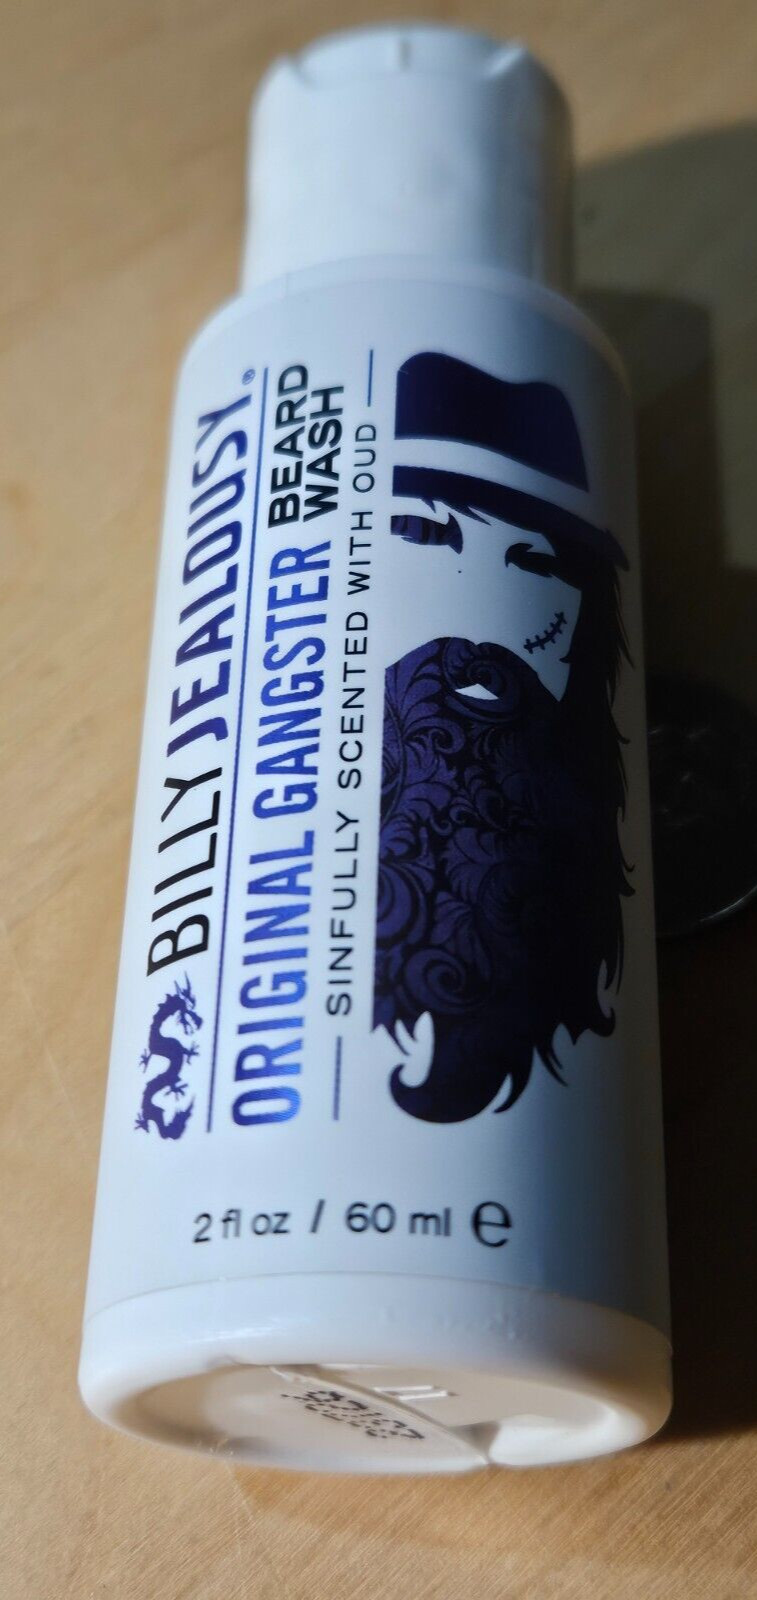 BILLY JEALOUSY®
ORIGINAL GANGSTER BEARD
WASH
SINFULLY SCENTED WITH OUD
2 fl oz / 60 ml ℮